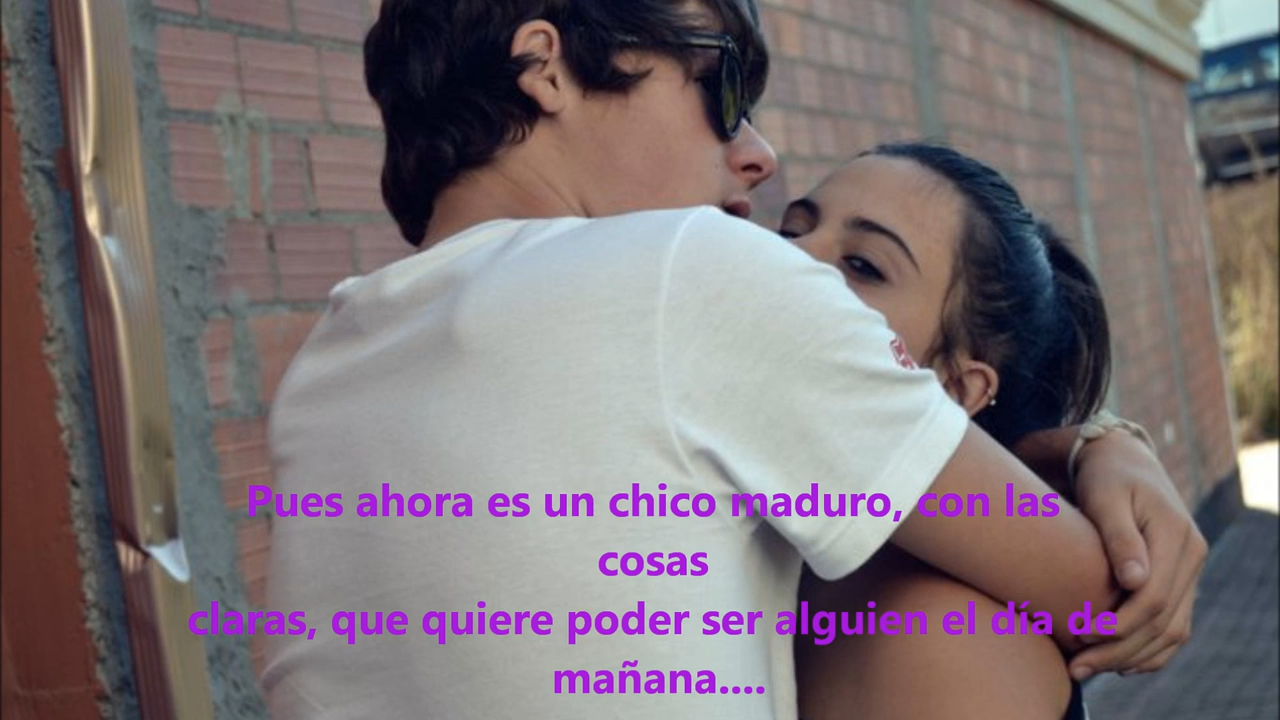 Pues ahora es un chico maduro, con las
cosas
claras, que quiere poder ser alguien el día de
mañana....